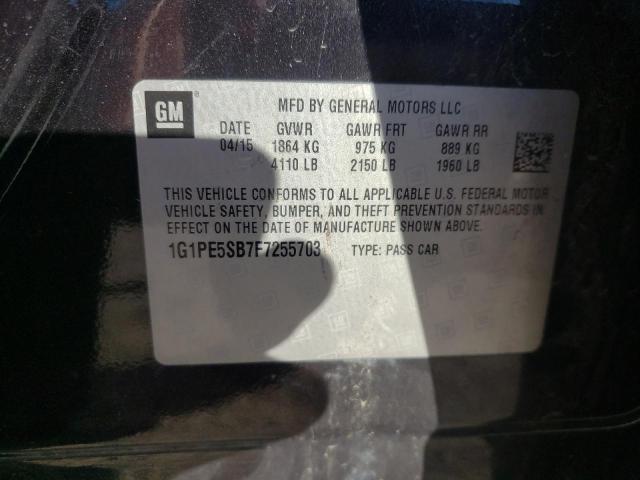 GM®
MFD BY GENERAL MOTORS LLC
DATE GVWR GAWR FRT GAWR RR
04/15 1864 KG 975 KG 889 KG
4110 LB 2150 LB 1960 LB
THIS VEHICLE CONFORMS TO ALL APPLICABLE U.S. FEDERAL MOTOR
VEHICLE SAFETY, BUMPER, AND THEFT PREVENTION STANDARDS IN
EFFECT ON THE DATE OF MANUFACTURE SHOWN ABOVE.
1G1PE5SB7F7255703 TYPE: PASS CAR